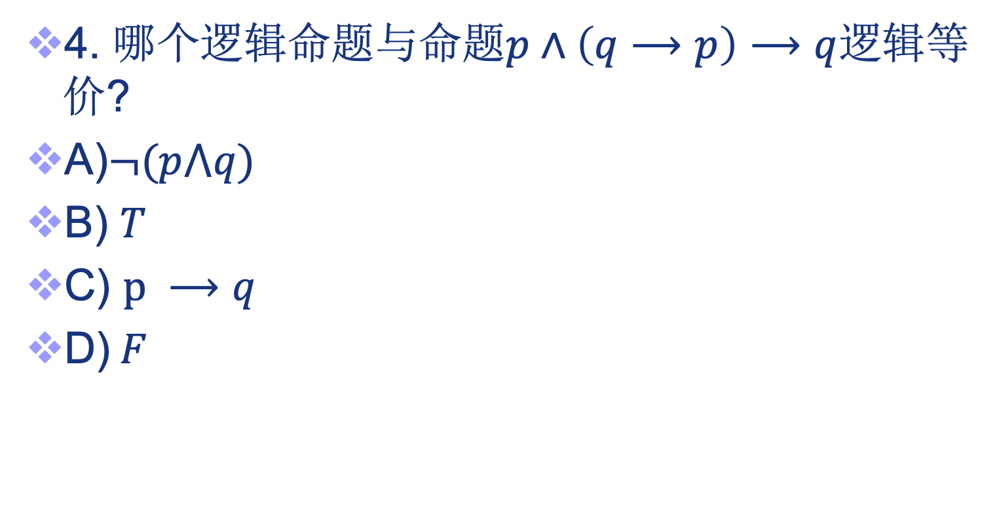 ❖4. 哪个逻辑命题与命题p ∧ (q ⟶ p) ⟶ q逻辑等
价?
❖A)¬(p⋀q)
❖B) T
❖C) p ⟶ q
❖D) F